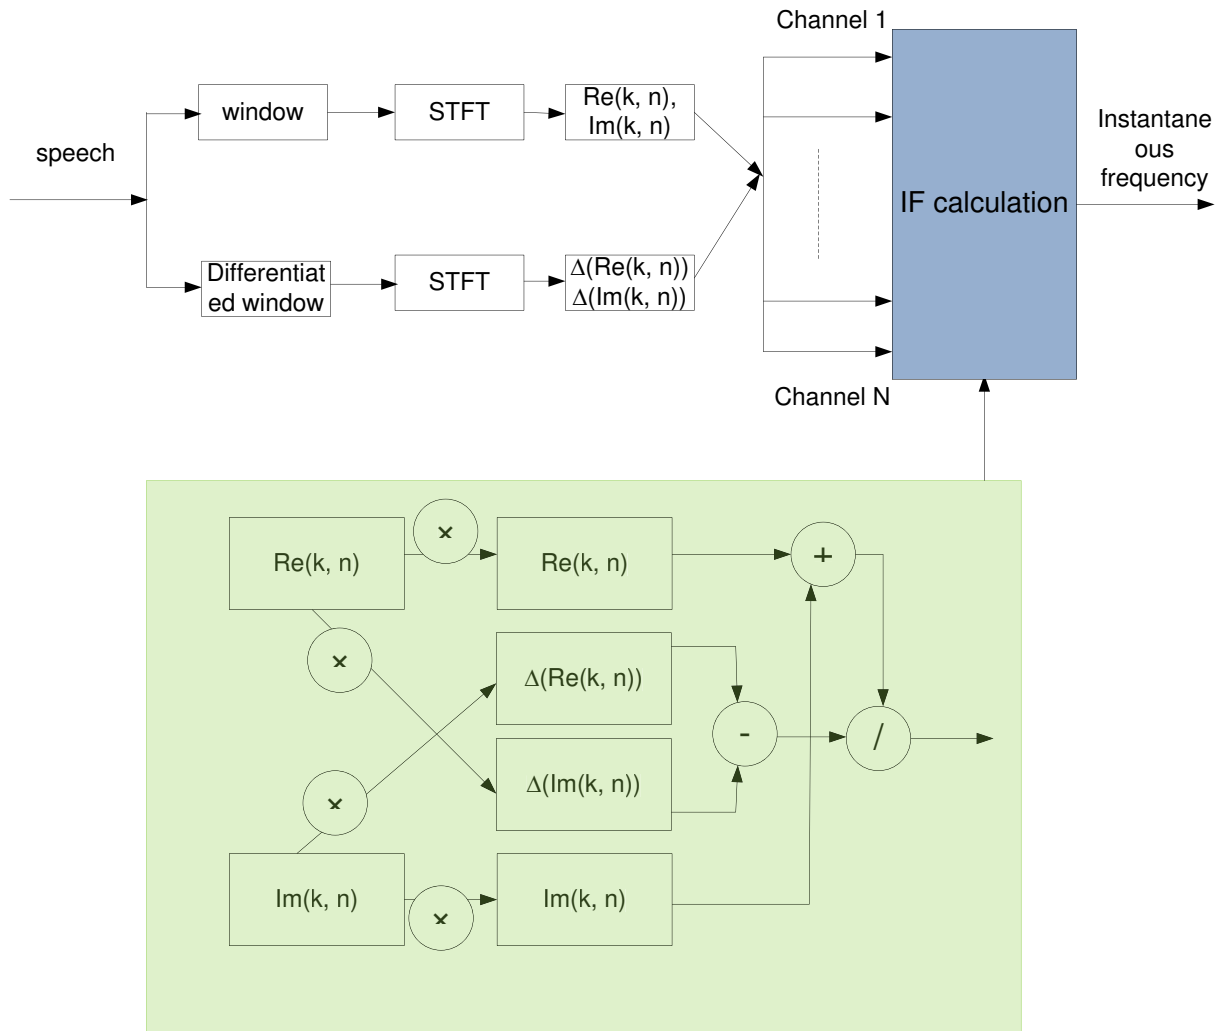 Channel 1
window
STFT
Re(k, n),
Im(k, n)
speech
Instantane
ous
frequency
IF calculation
Differentiat
ed window
STFT
Δ(Re(k, n))
Δ(Im(k, n))
Channel N
×
Re(k, n)
Re(k, n)
+
×
Δ(Re(k, n))
-
/
Δ(Im(k, n))
×
Im(k, n)
Im(k, n)
×